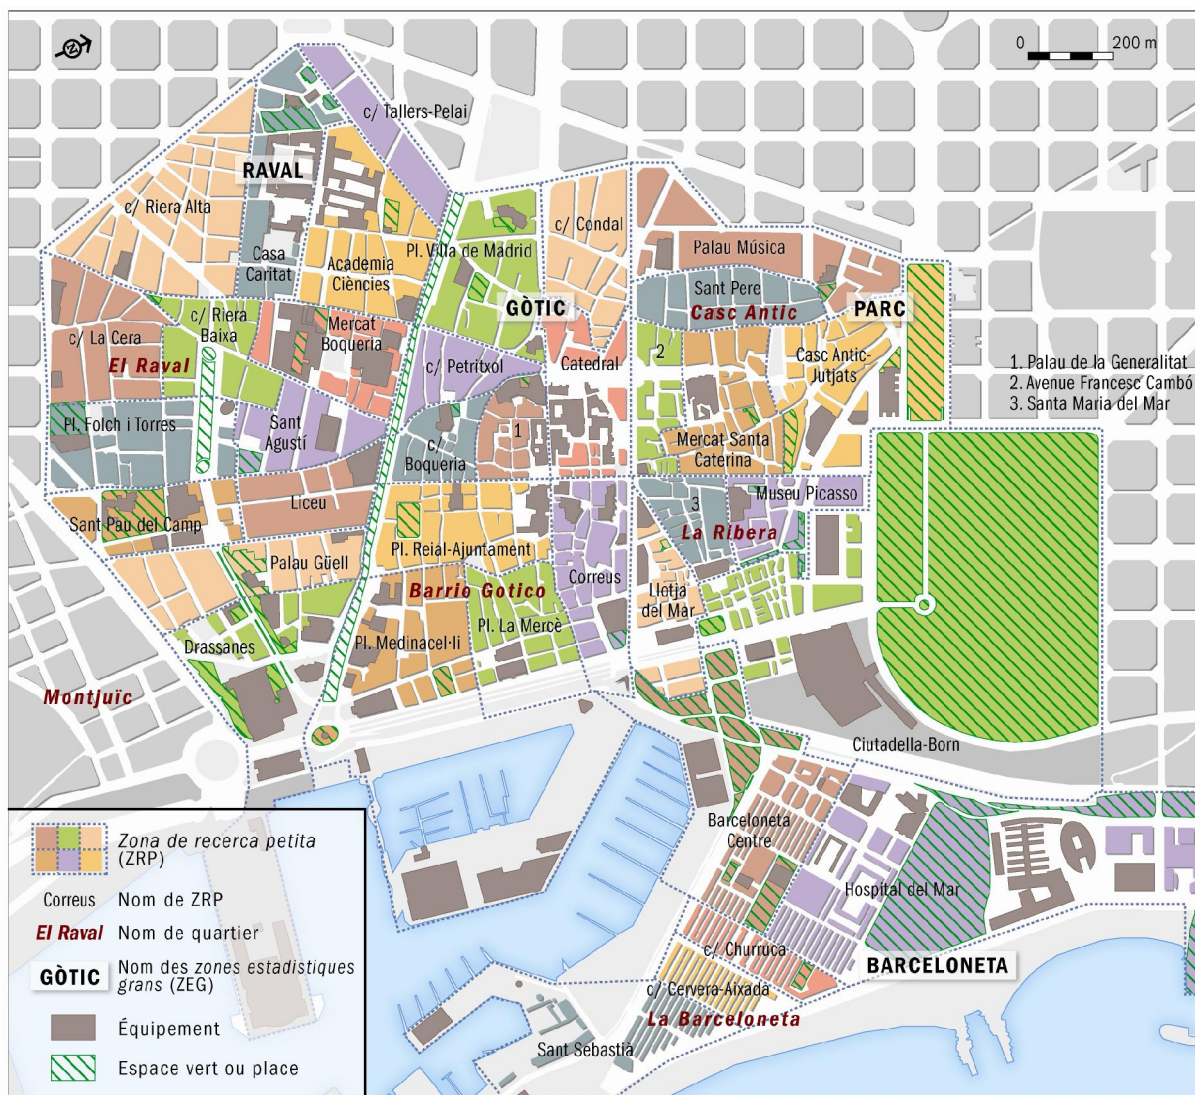 N
0 200 m
c/ Tallers-Pelai
RAVAL
c/ Riera Alta
c/ Condal
Casa
Caritat
Academia
Ciències
Pl. Villa de Madrid
Palau Música
GÒTIC
Sant Pere
Casc Antic
PARC
c/ La Cera
c/ Riera
Baixa
Mercat
Boqueria
El Raval
c/ Petritxol
Catedral
2
Casc Antic-
Jutjats
1. Palau de la Generalitat
2. Avenue Francesc Cambó
3. Santa Maria del Mar
Pl. Folch i Torres
Sant
Agustí
c/
Boqueria
1
Mercat Santa
Caterina
Liceu
3
Museu Picasso
Sant Pau del Camp
La Ribera
Palau Güell
Pl. Reial-Ajuntament
Correus
Barrio Gotico
Llotja
del Mar
Drassanes
Pl. Medinacel·li
Pl. La Mercè
Montjuïc
Ciutadella-Born
Barceloneta
Centre
Hospital del Mar
c/ Churruca
BARCELONETA
c/ Cervera-Aixada
La Barceloneta
Sant Sebastià
Zona de recerca petita
(ZRP)
Correus Nom de ZRP
El Raval Nom de quartier
GÒTIC Nom des zones estadistiques
grans (ZEG)
Équipement
Espace vert ou place